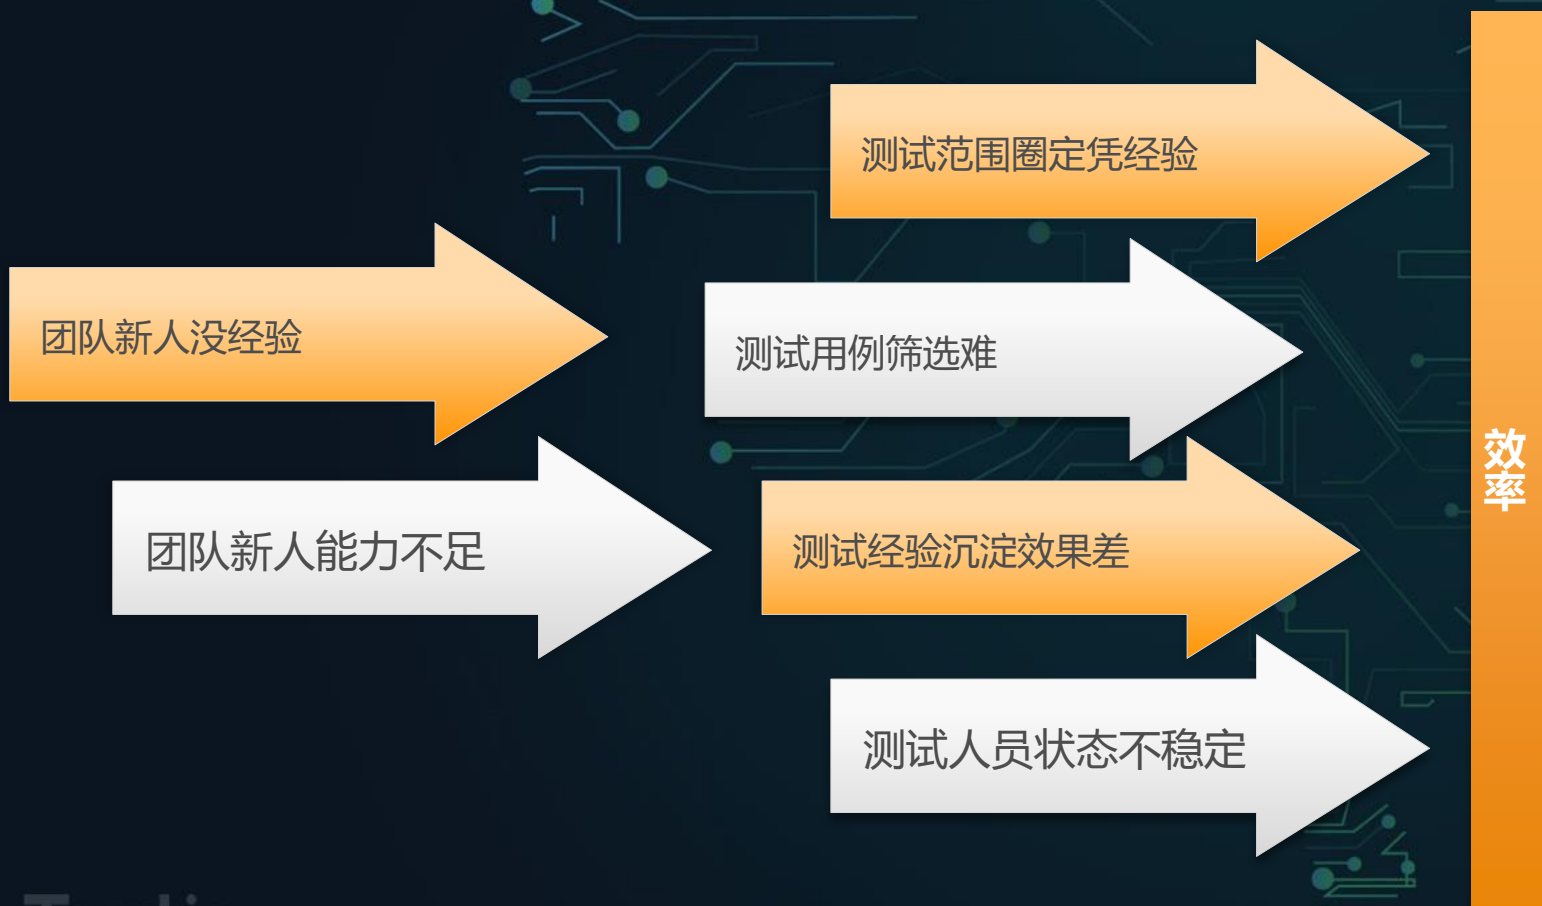 测试范围圈定凭经验
团队新人没经验
测试用例筛选难
团队新人能力不足
测试经验沉淀效果差
测试人员状态不稳定
效率